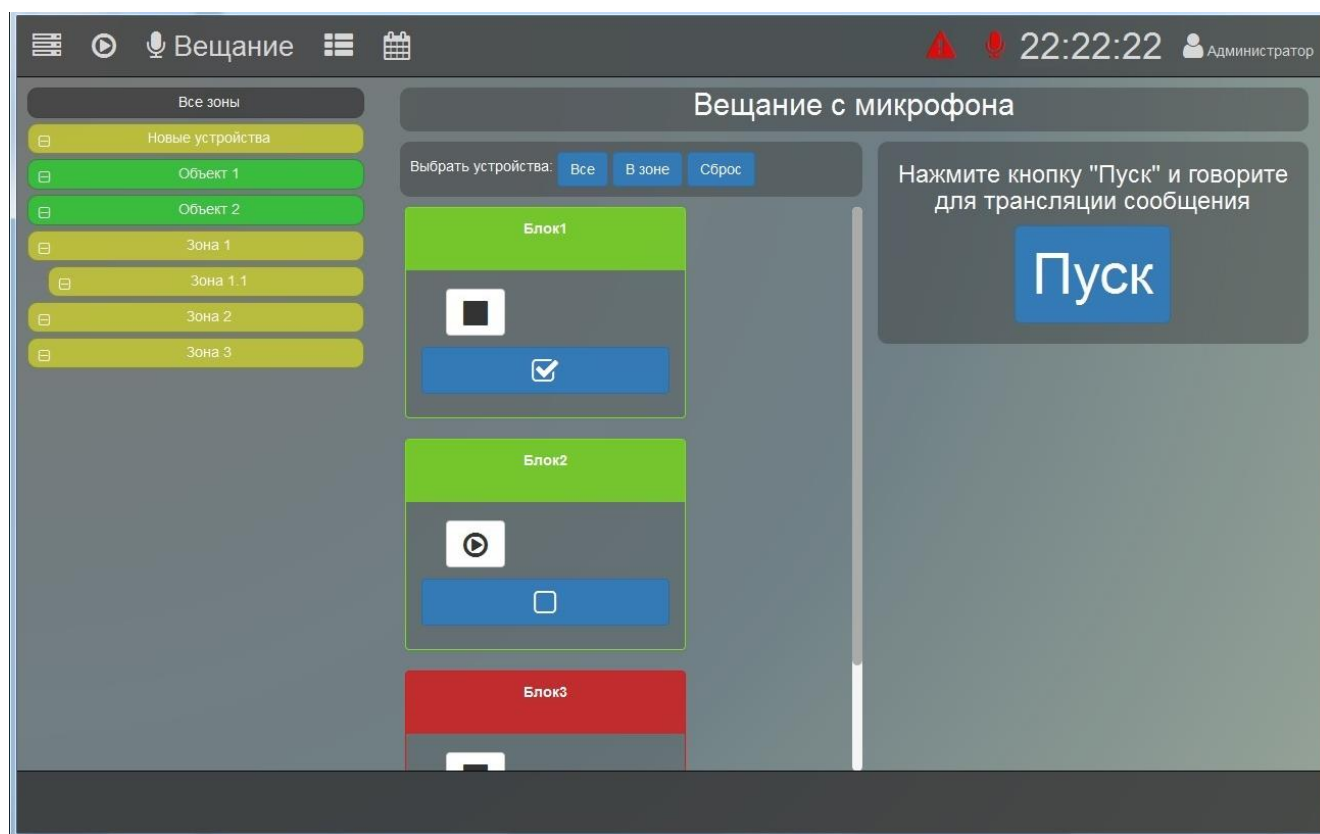 Вещание
22:22:22
Администратор
Все зоны
Новые устройства
Объект 1
Объект 2
Зона 1
Зона 1.1
Зона 2
Зона 3
Вещание с микрофона
Выбрать устройства: Все В зоне Сброс
Блок1
Блок2
Блок3
Нажмите кнопку "Пуск" и говорите
для трансляции сообщения
Пуск